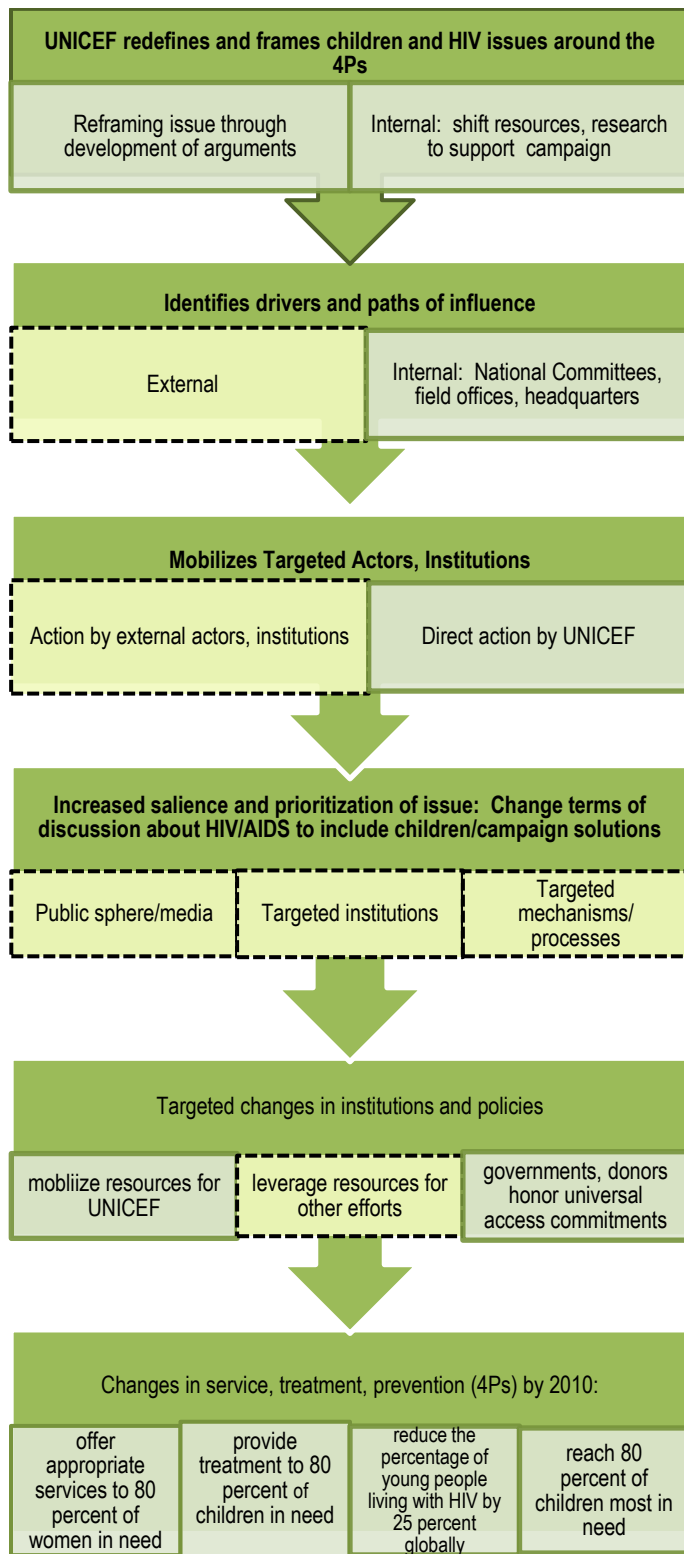 UNICEF redefines and frames children and HIV issues around the
4Ps
Reframing issue through
development of arguments
Internal: shift resources, research
to support campaign
Identifies drivers and paths of influence
External
Internal: National Committees,
field offices, headquarters
Mobilizes Targeted Actors, Institutions
Action by external actors, institutions
Direct action by UNICEF
Increased salience and prioritization of issue: Change terms of
discussion about HIV/AIDS to include children/campaign solutions
Public sphere/media
Targeted institutions
Targeted
mechanisms/
processes
Targeted changes in institutions and policies
mobliize resources for
UNICEF
leverage resources for
other efforts
governments, donors
honor universal
access commitments
Changes in service, treatment, prevention (4Ps) by 2010:
offer
appropriate
services to 80
percent of
women in need
provide
treatment to 80
percent of
children in need
reduce the
percentage of
young people
living with HIV by
25 percent
globally
reach 80
percent of
children most in
need